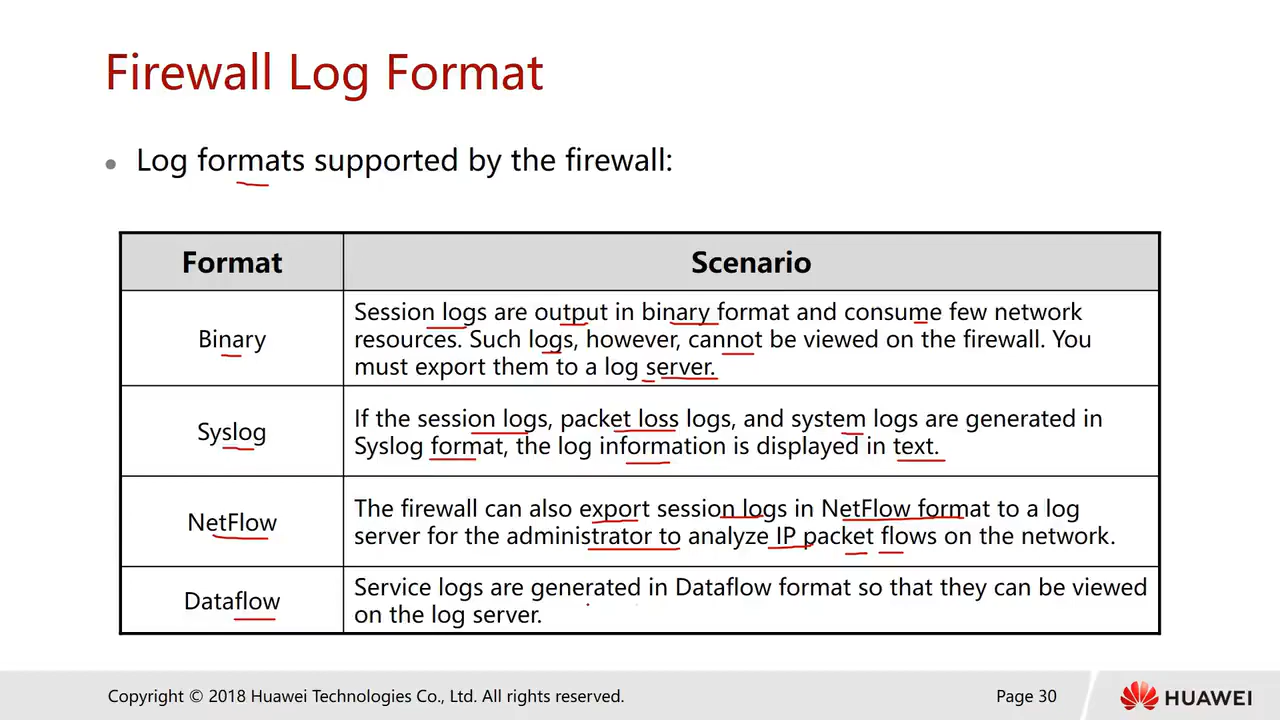 Firewall Log Format
● Log formats supported by the firewall:
Format Scenario
Binary
Session logs are output in binary format and consume few network
resources. Such logs, however, cannot be viewed on the firewall. You
must export them to a log server.
Syslog
If the session logs, packet loss logs, and system logs are generated in
Syslog format, the log information is displayed in text.
NetFlow
The firewall can also export session logs in NetFlow format to a log
server for the administrator to analyze IP packet flows on the network.
Dataflow
Service logs are generated in Dataflow format so that they can be viewed
on the log server.
Copyright © 2018 Huawei Technologies Co., Ltd. All rights reserved.
Page 30
HUAWEI